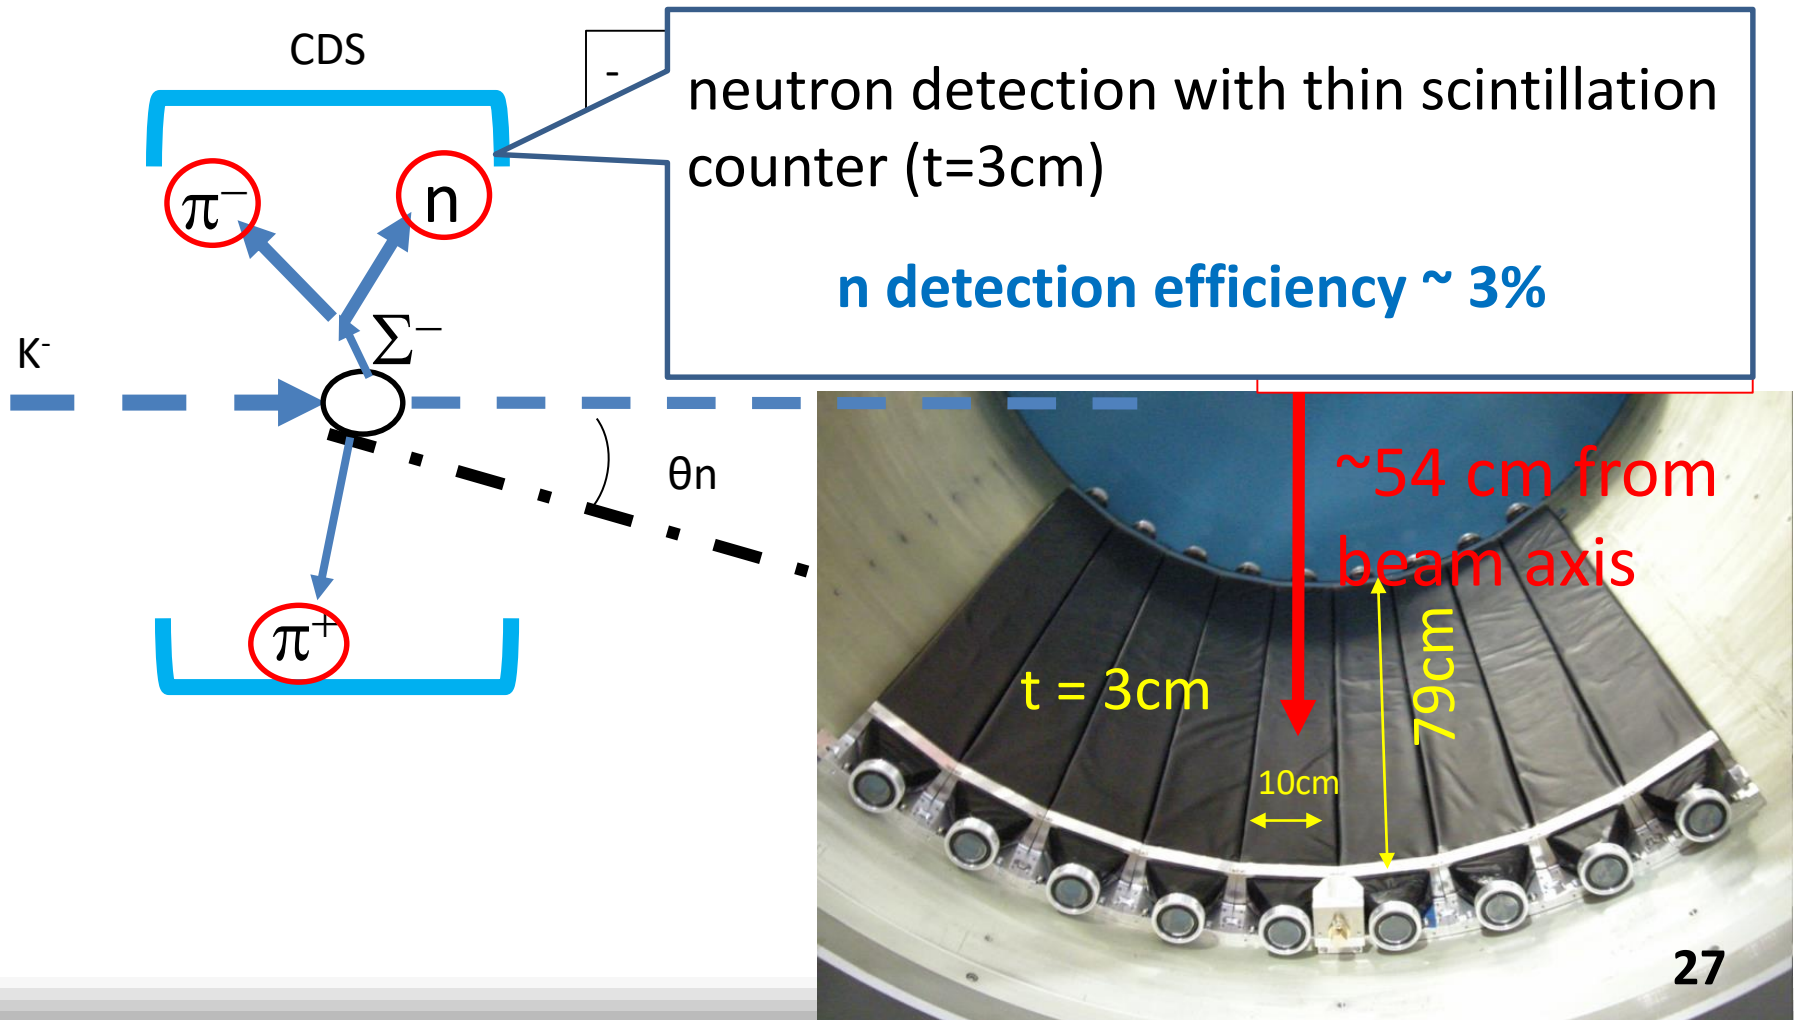 CDS
-
neutron detection with thin scintillation
counter (t=3cm)
n detection efficiency ~ 3%
π⁻
n
Σ⁻
K-
θn
π⁺
~54 cm from
beam axis
79cm
t = 3cm
10cm
27